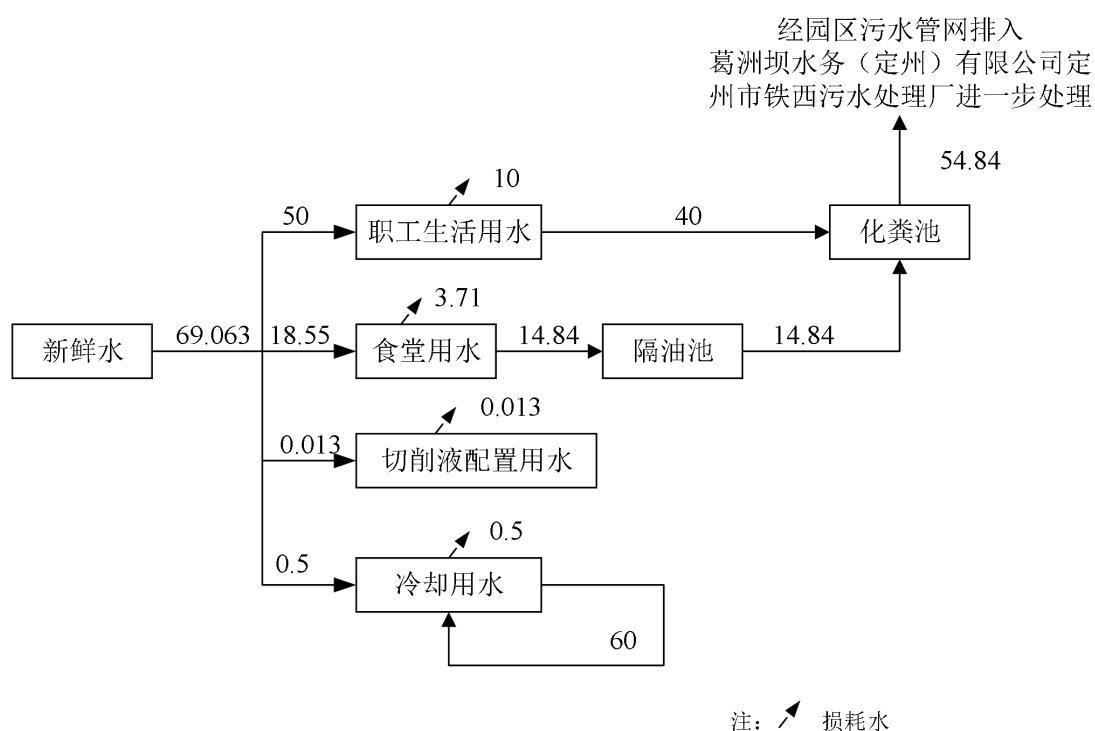 经园区污水管网排入
葛洲坝水务（定州）有限公司定
州市铁西污水处理厂进一步处理
54.84
10
50
职工生活用水
40
化粪池
3.71
新鲜水
69.063
18.55
食堂用水
14.84
隔油池
14.84
0.013
0.013
切削液配置用水
0.5
0.5
冷却用水
60
注：
损耗水